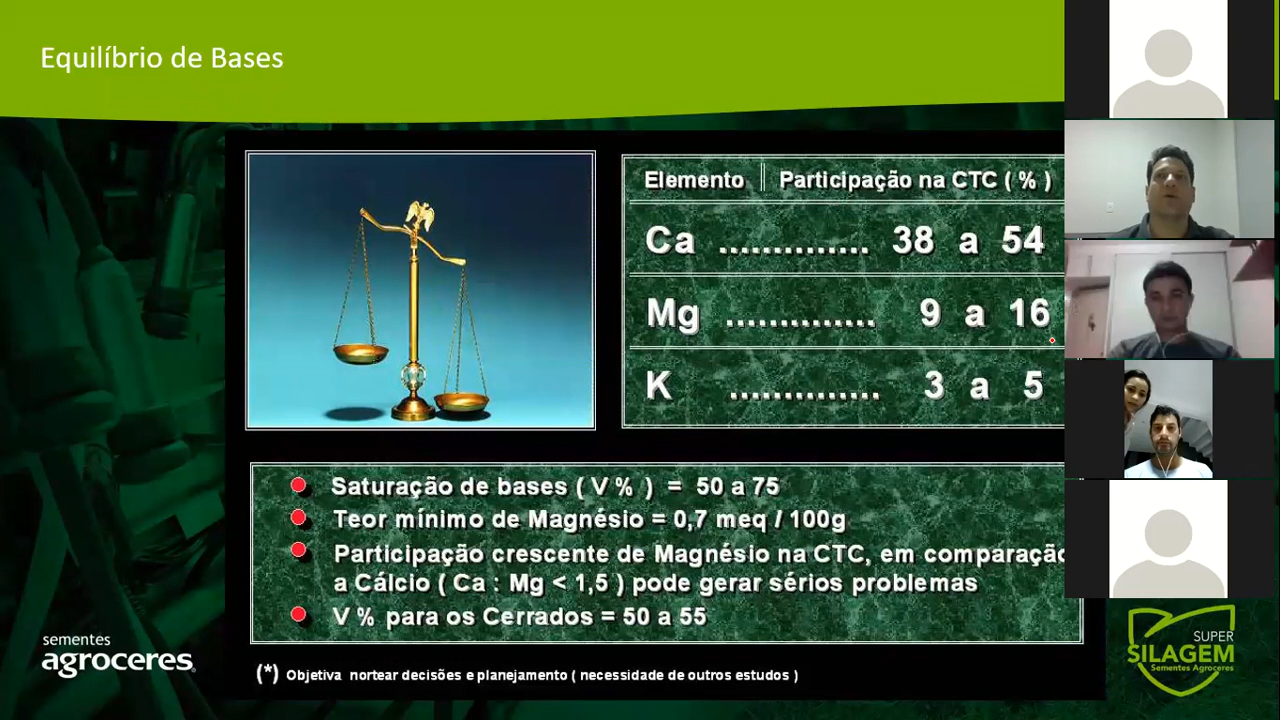 Equilíbrio de Bases
Elemento Participação na CTC ( % )
Ca .............. 38 a 54
Mg .............. 9 a 16
K .............. 3 a 5
Saturação de bases ( V % ) = 50 a 75
Teor mínimo de Magnésio = 0,7 meq / 100g
Participação crescente de Magnésio na CTC, em comparação
a Cálcio ( Ca : Mg < 1,5 ) pode gerar sérios problemas
V % para os Cerrados = 50 a 55
(*) Objetiva nortear decisões e planejamento ( necessidade de outros estudos )
sementes
agroceres
SUPER
SILAGEM
Sementes Agroceres